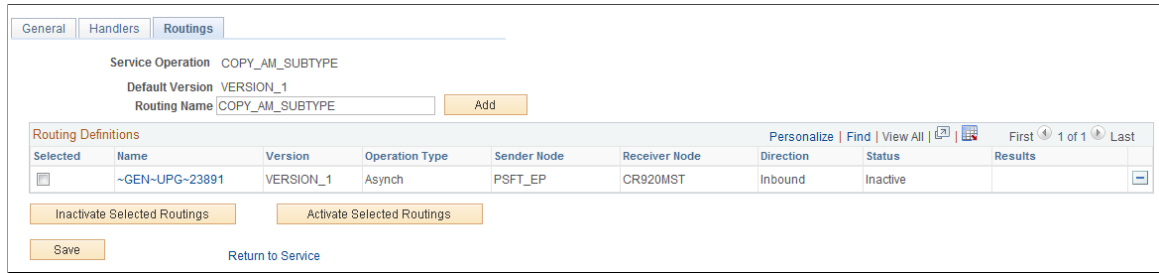 General Handlers Routings
Service Operation COPY_AM_SUBTYPE
Default Version VERSION_1
Routing Name COPY_AM_SUBTYPE Add
Routing Definitions Personalize | Find | View All | | First 1 of 1 Last
Selected Name Version Operation Type Sender Node Receiver Node Direction Status Results
~GEN~UPG~23891 VERSION_1 Asynch PSFT_EP CR920MST Inbound Inactive
Inactivate Selected Routings Activate Selected Routings
Save Return to Service